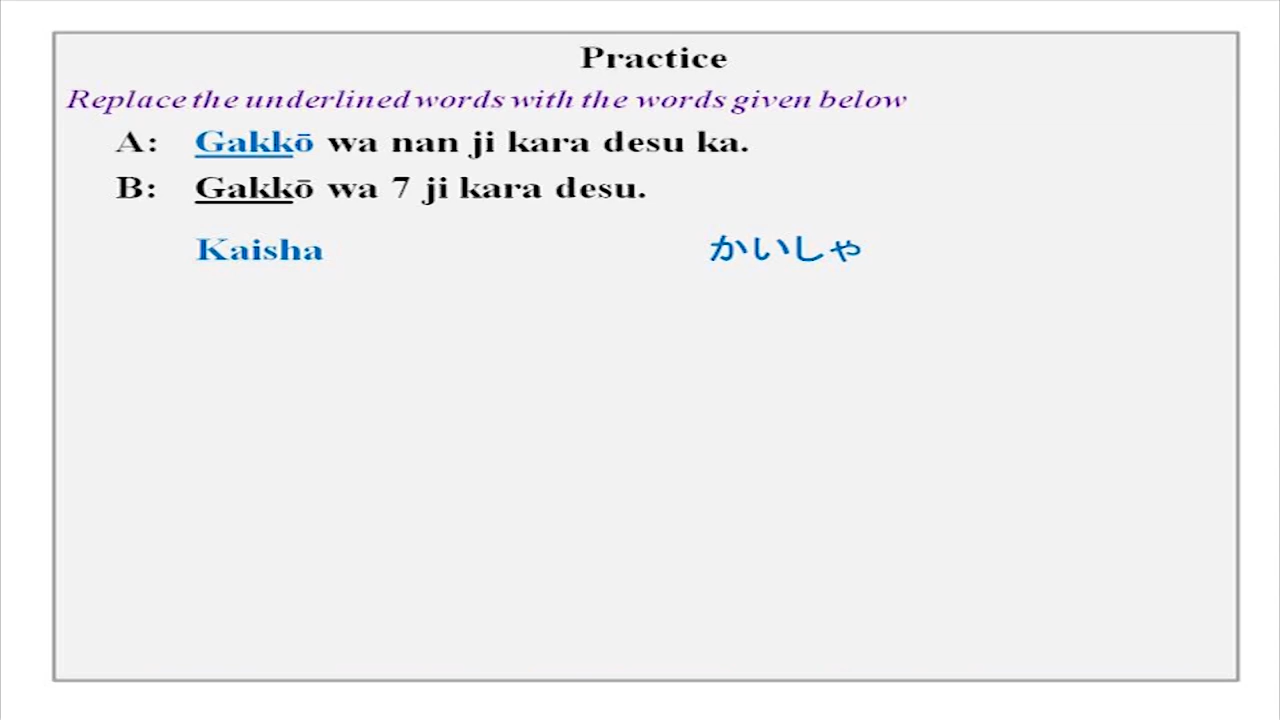 Practice
Replace the underlined words with the words given below
A: Gakkō wa nan ji kara desu ka.
B: Gakkō wa 7 ji kara desu.
Kaisha かいしゃ